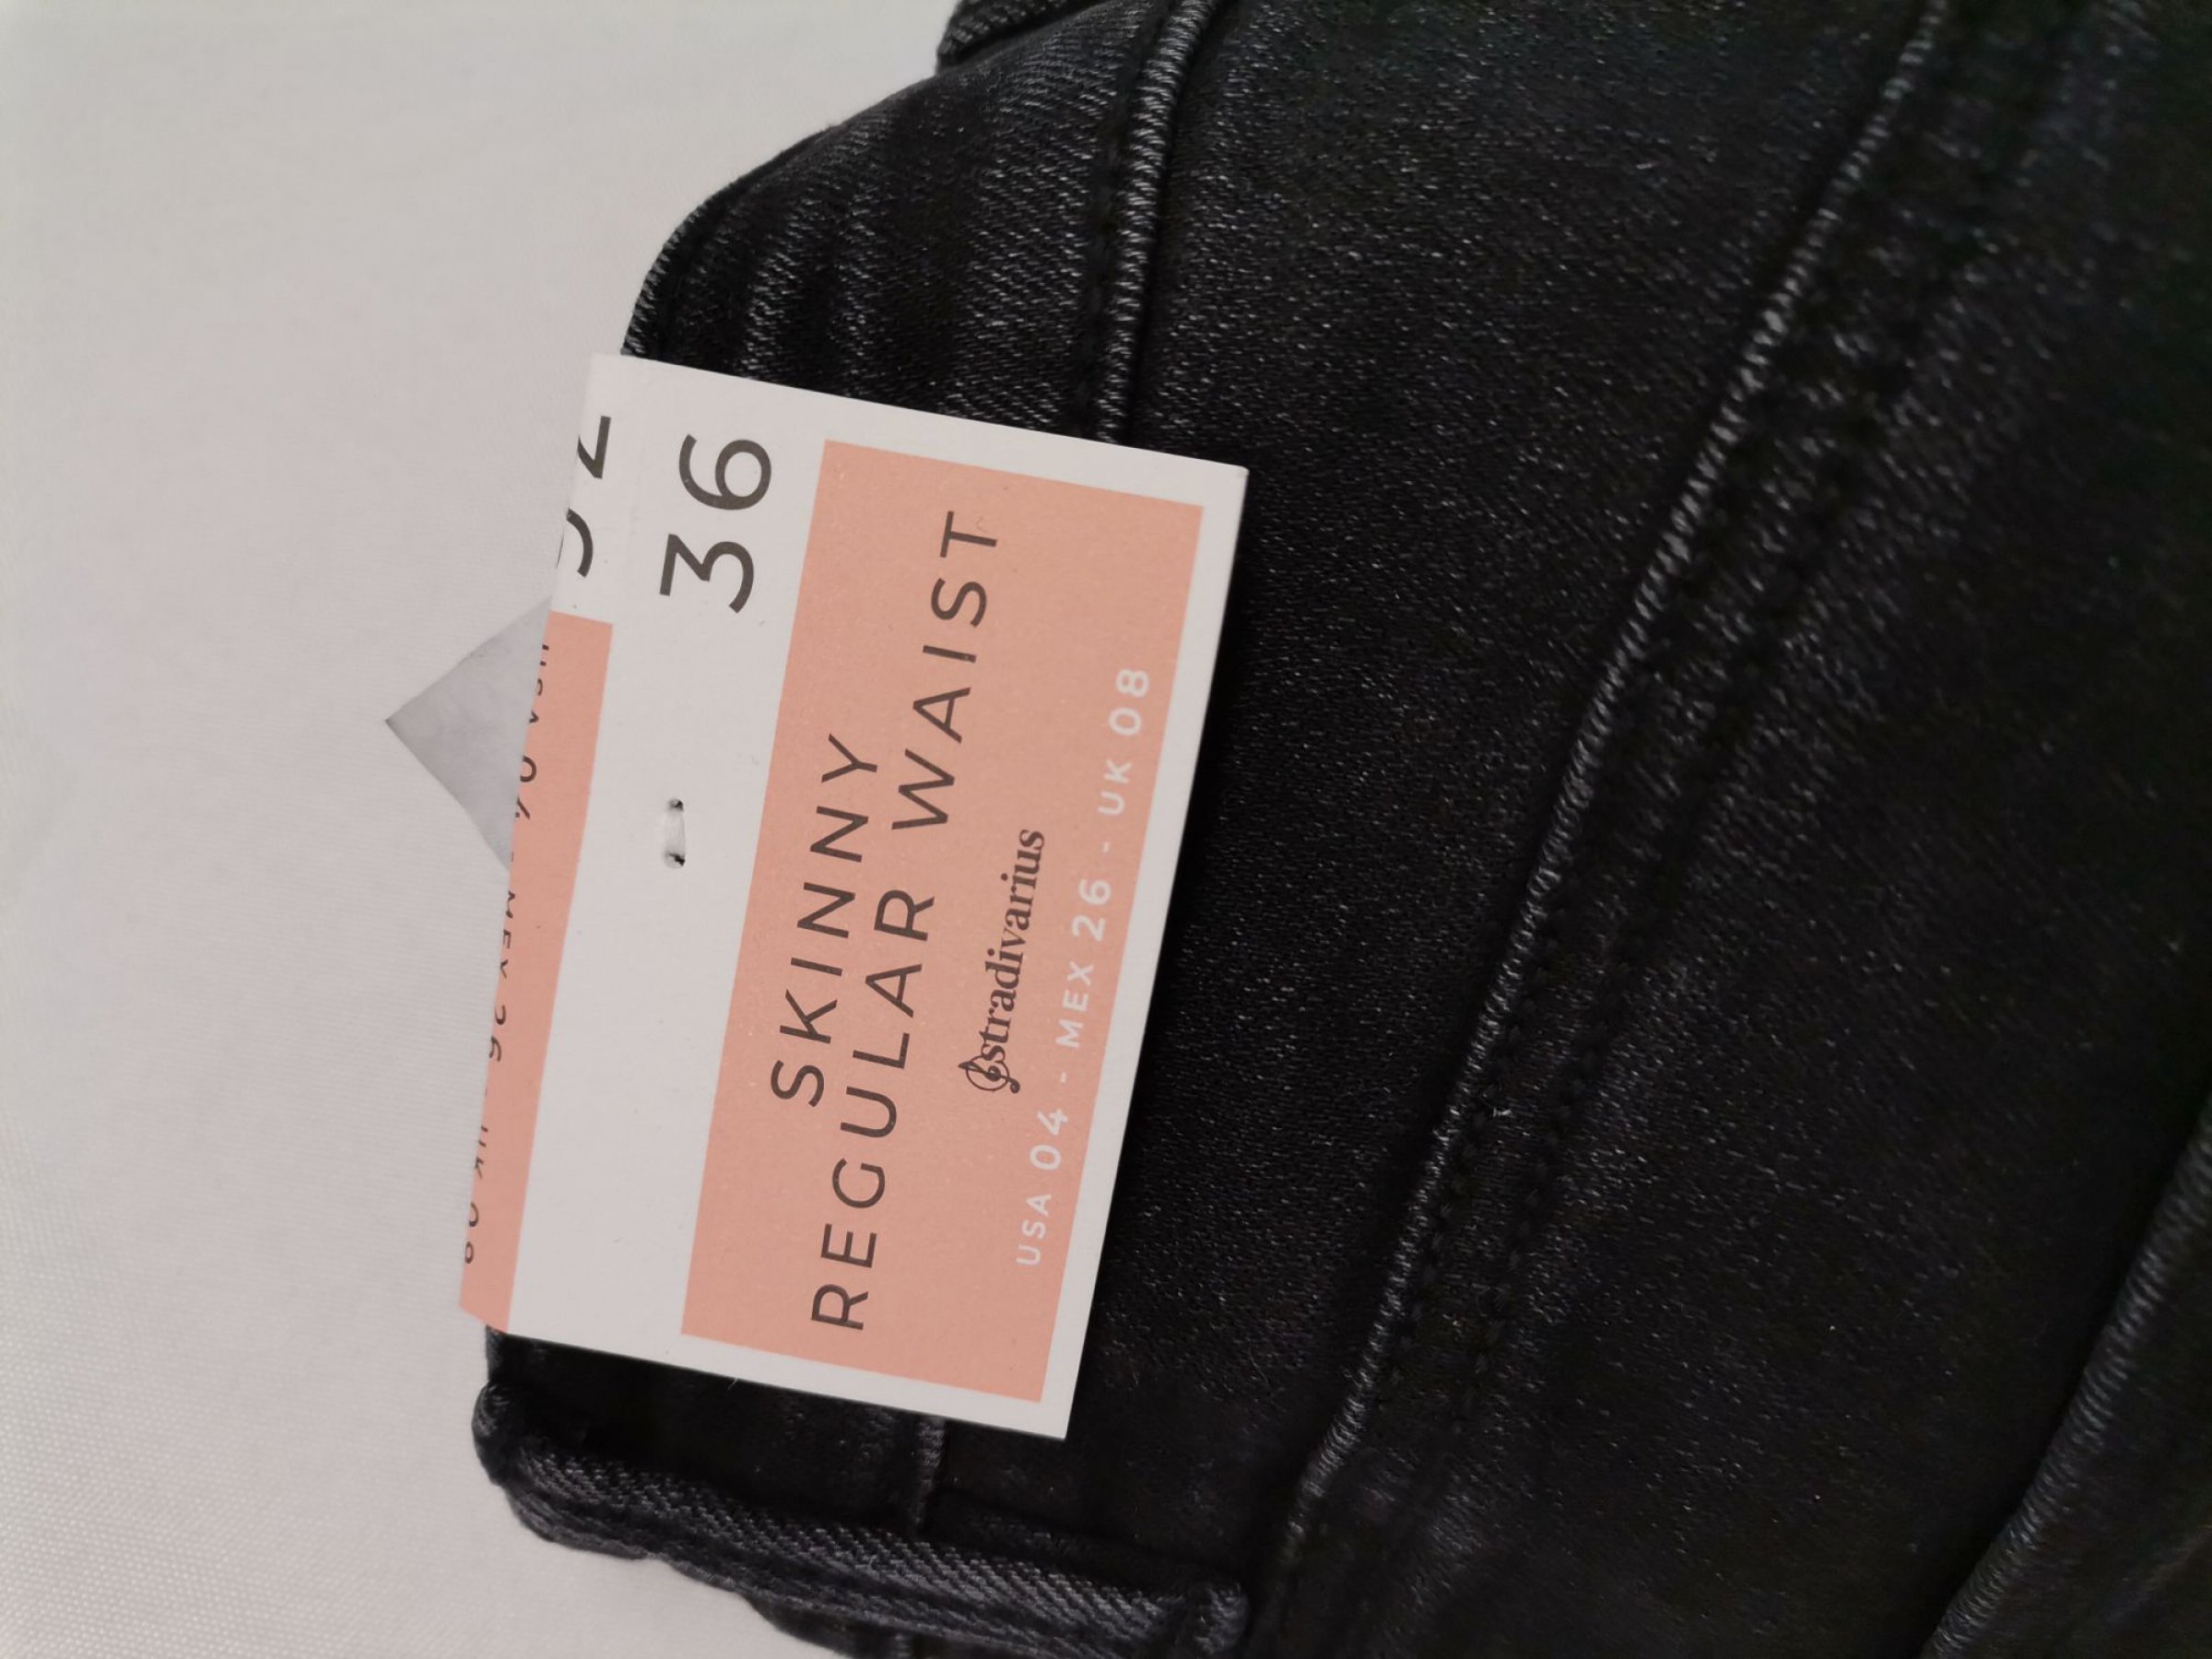 36
SKINNY
REGULAR WAIST
stradivarius
USA 04 - MEX 26 - UK 08